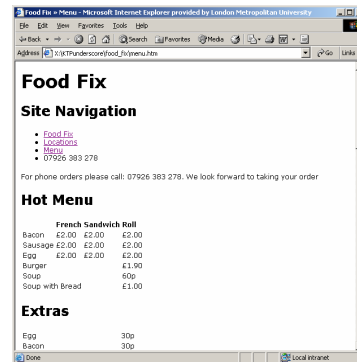 Food Fix » Menu - Microsoft Internet Explorer provided by London Metropolitan University
File Edit View Favorites Tools Help
Back Search Favorites Media
Address X:\KTPunderscore\food_fix\menu.htm Go Links
Food Fix
Site Navigation
Food Fix
Locations
Menu
07926 383 278
For phone orders please call: 07926 383 278. We look forward to taking your order
Hot Menu
French Sandwich Roll
Bacon £2.00 £2.00 £2.00
Sausage £2.00 £2.00 £2.00
Egg £2.00 £2.00 £2.00
Burger £1.90
Soup 60p
Soup with Bread £1.00
Extras
Egg 30p
Bacon 30p
Done Local intranet